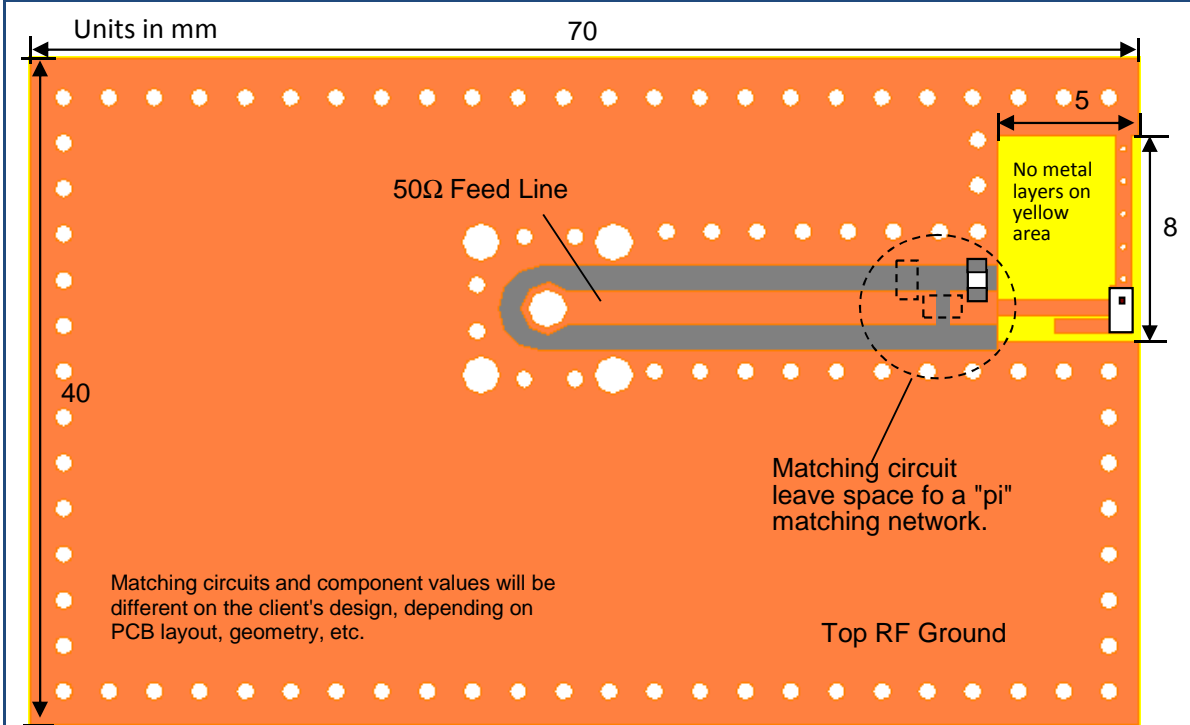 Units in mm
70
5
No metal
layers on
yellow
area
8
50Ω Feed Line
40
Matching circuit
leave space fo a "pi"
matching network.
Matching circuits and component values will be
different on the client's design, depending on
PCB layout, geometry, etc.
Top RF Ground